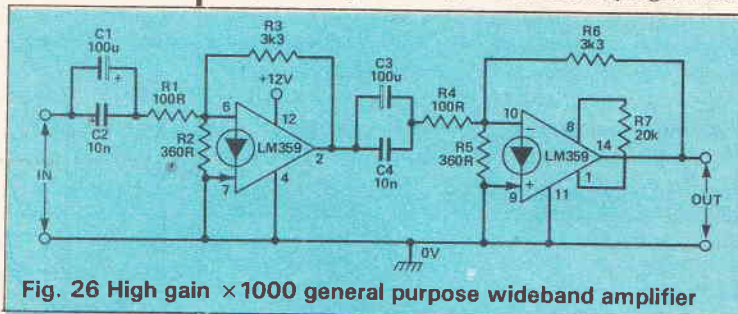 C1
100u
+
C2
10n
R1
100R
R2
360R
R3
3k3
+12V
6
12
LM359
2
7
4
IN
C3
100u
C4
10n
R4
100R
R5
360R
R6
3k3
10
−
8
R7
20k
LM359
14
1
+
9
11
OUT
0V
Fig. 26 High gain ×1000 general purpose wideband amplifier